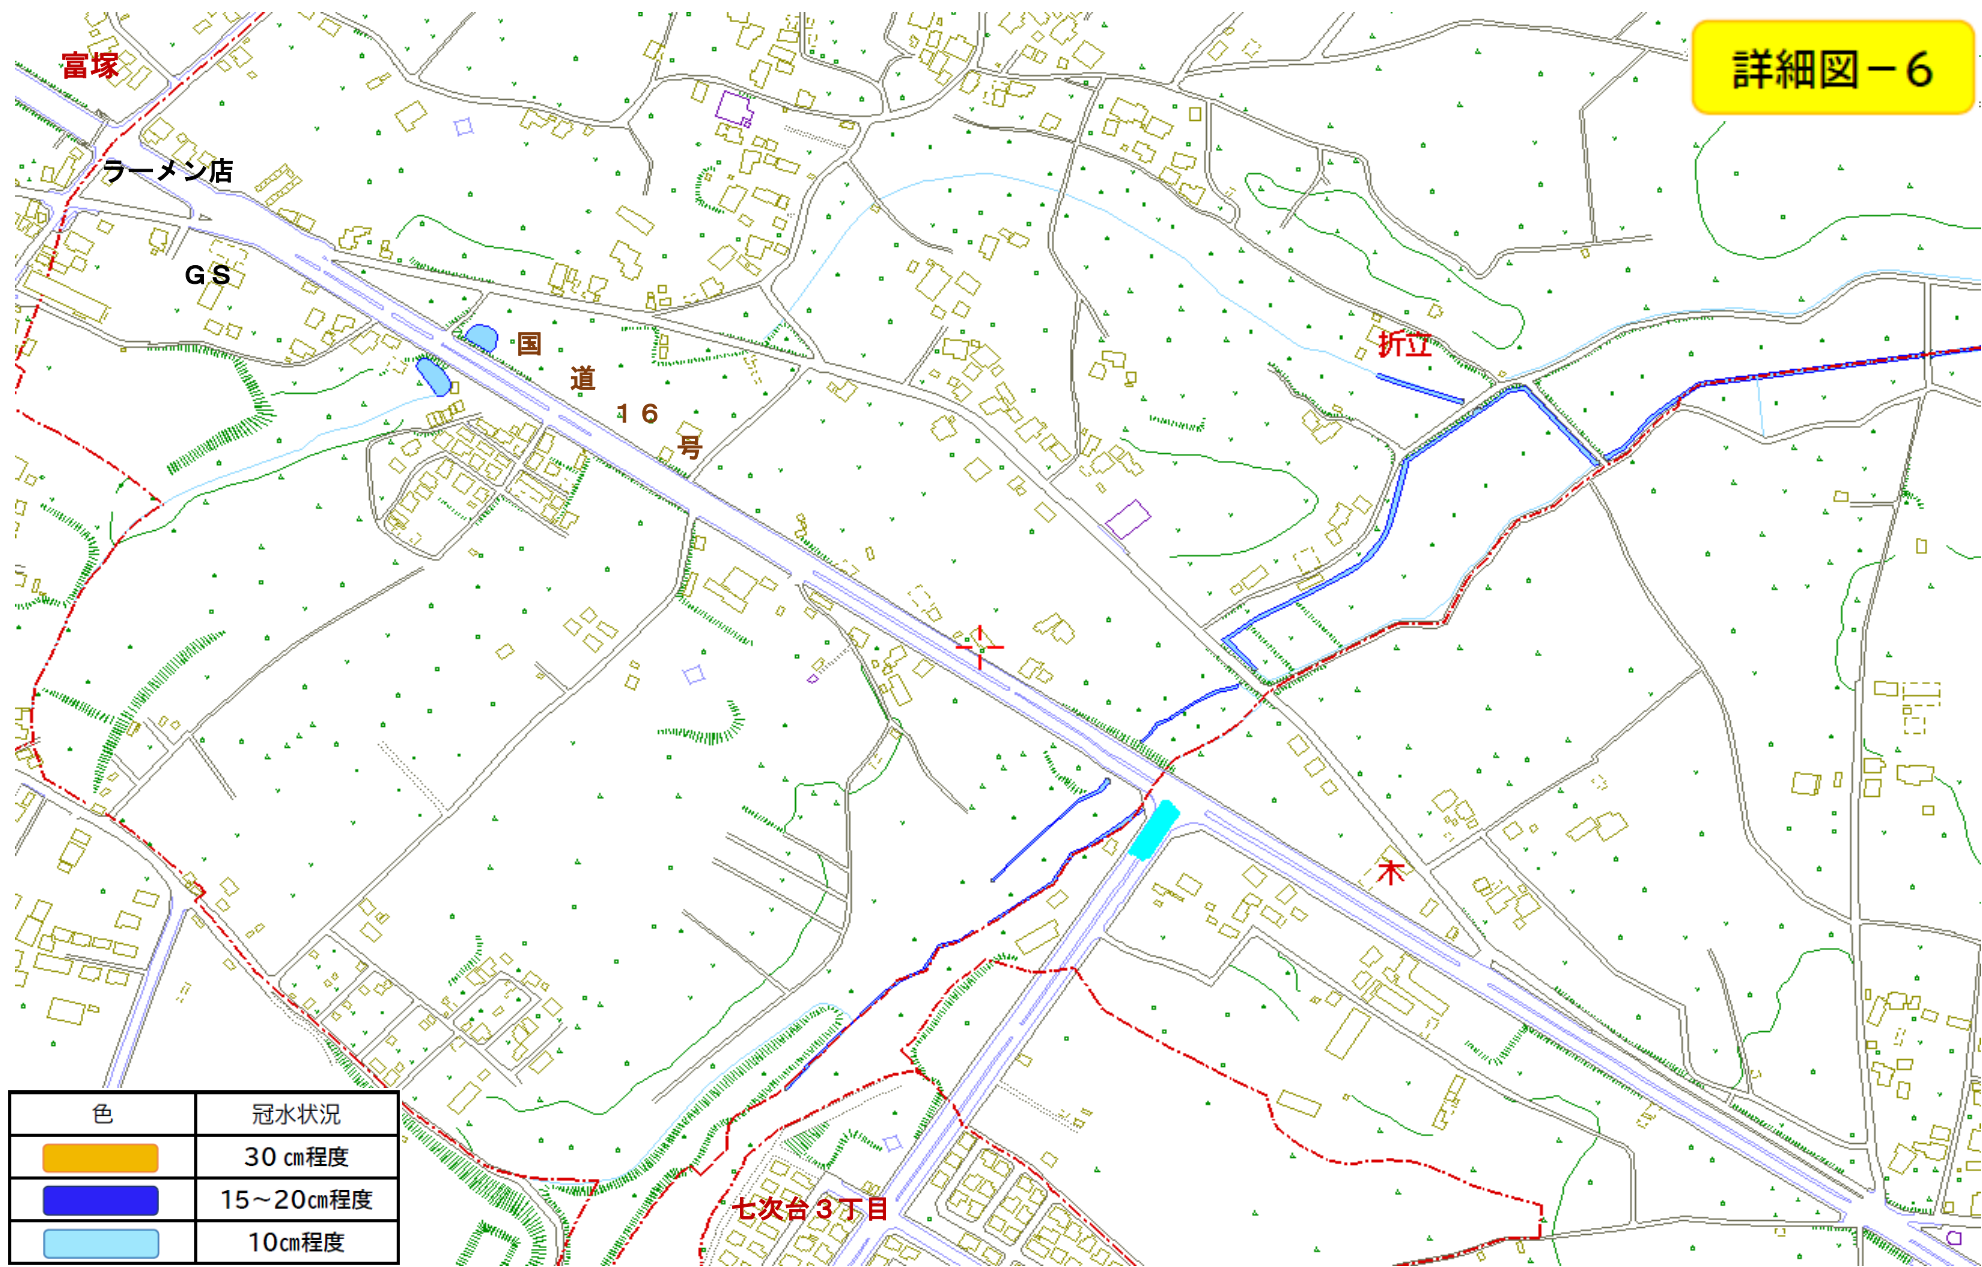 詳細図－６
富塚
ラーメン店
ＧＳ
国
道
１６
号
折立
木
七次台３丁目
色 冠水状況
30 ㎝程度
15～20㎝程度
10㎝程度